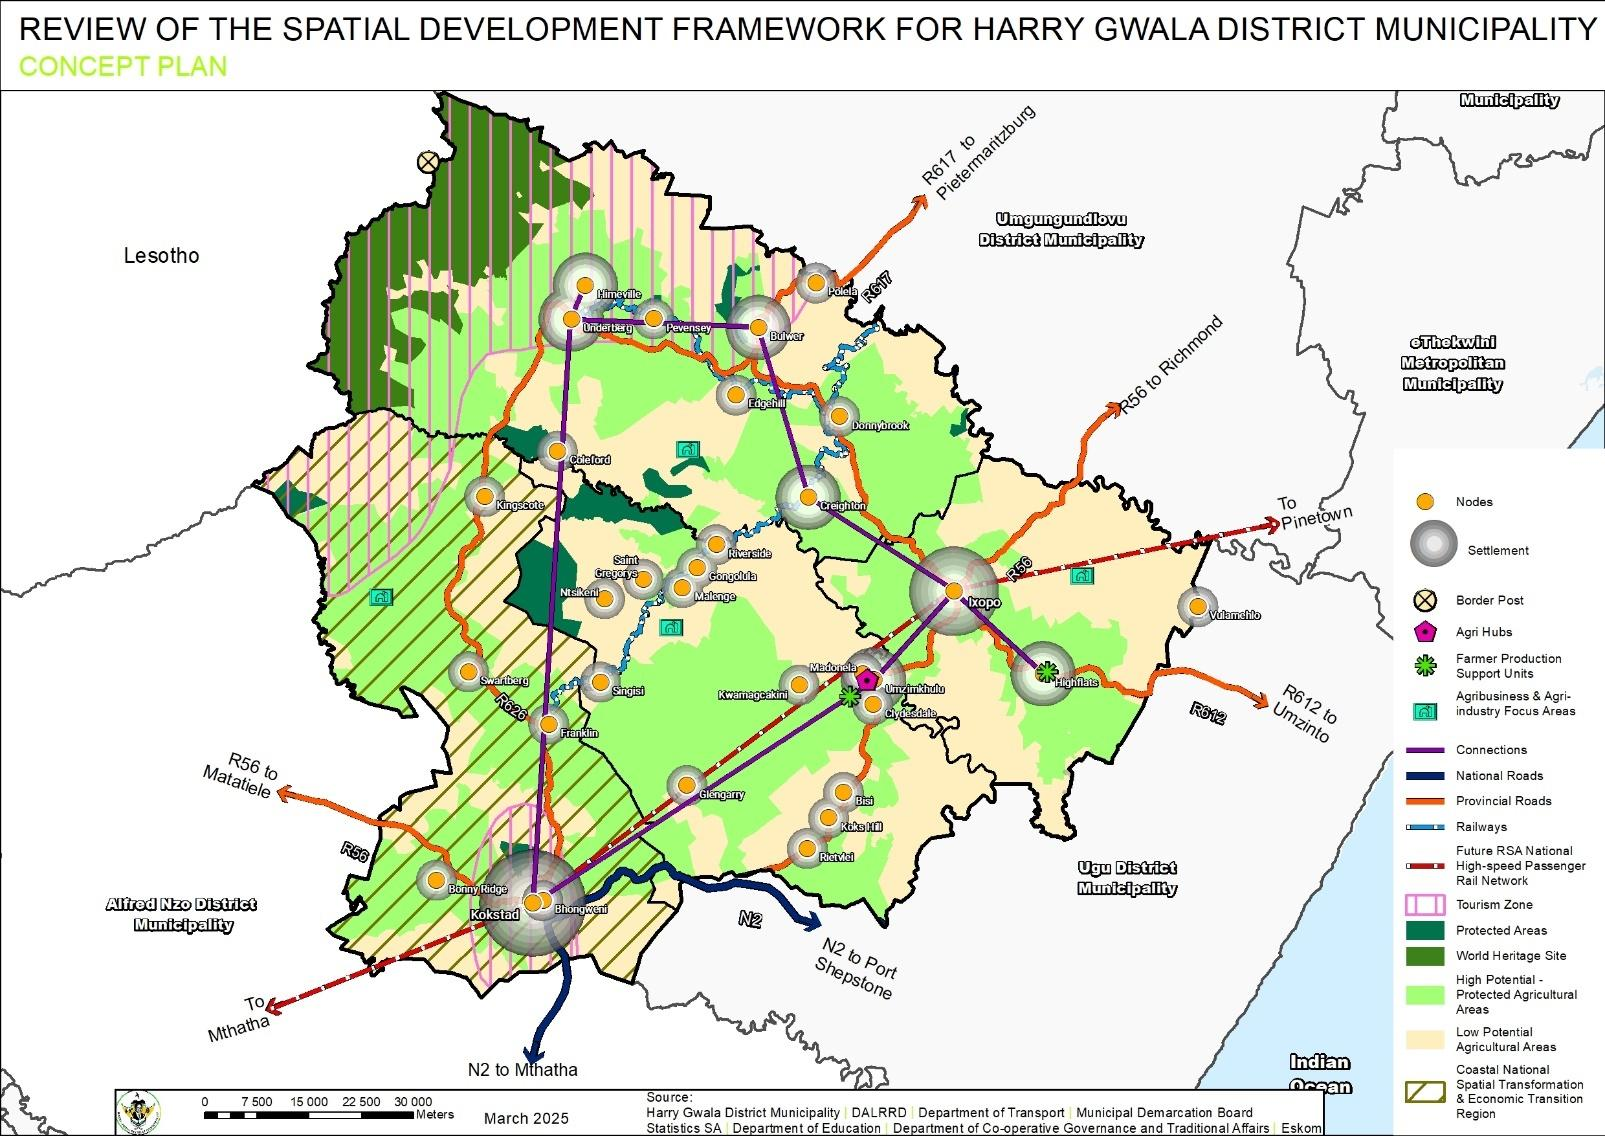 REVIEW OF THE SPATIAL DEVELOPMENT FRAMEWORK FOR HARRY GWALA DISTRICT MUNICIPALITY
CONCEPT PLAN
Municipality
R617 to
Pietermaritzburg
Umgungundlovu
District Municipality
Lesotho
R617
Himeville
Polela
Underberg
Pevensey
Bulwer
eThekwini
Metropolitan
Municipality
R56 to Richmond
Edgehill
Donnybrook
Coleford
Kingscote
Creighton
To
Pinetown
Riverside
Saint
Gregorys
Gongolula
Ntsikeni
Malenge
R56
Ixopo
Vulamehlo
Madonela
Swartberg
Singisi
Kwamagcakini
Umzimkhulu
Highflats
Clydesdale
R626
Franklin
R612
R612 to
Umzinto
R56 to
Matatiele
Glengarry
Bisi
Koks Hill
Rietvlei
R56
Bonny Ridge
Kokstad
Bhongweni
Ugu District
Municipality
Alfred Nzo District
Municipality
N2
N2 to Port
Shepstone
To
Mthatha
N2 to Mthatha
Indian
Ocean
Nodes
Settlement
Border Post
Agri Hubs
Farmer Production
Support Units
Agribusiness & Agri-
industry Focus Areas
Connections
National Roads
Provincial Roads
Railways
Future RSA National
High-speed Passenger
Rail Network
Tourism Zone
Protected Areas
World Heritage Site
High Potential -
Protected Agricultural
Areas
Low Potential
Agricultural Areas
Coastal National
Spatial Transformation
& Economic Transition
Region
0 7 500 15 000 22 500 30 000
Meters
March 2025
Source:
Harry Gwala District Municipality | DALRRD | Department of Transport | Municipal Demarcation Board
Statistics SA | Department of Education | Department of Co-operative Governance and Traditional Affairs | Eskom